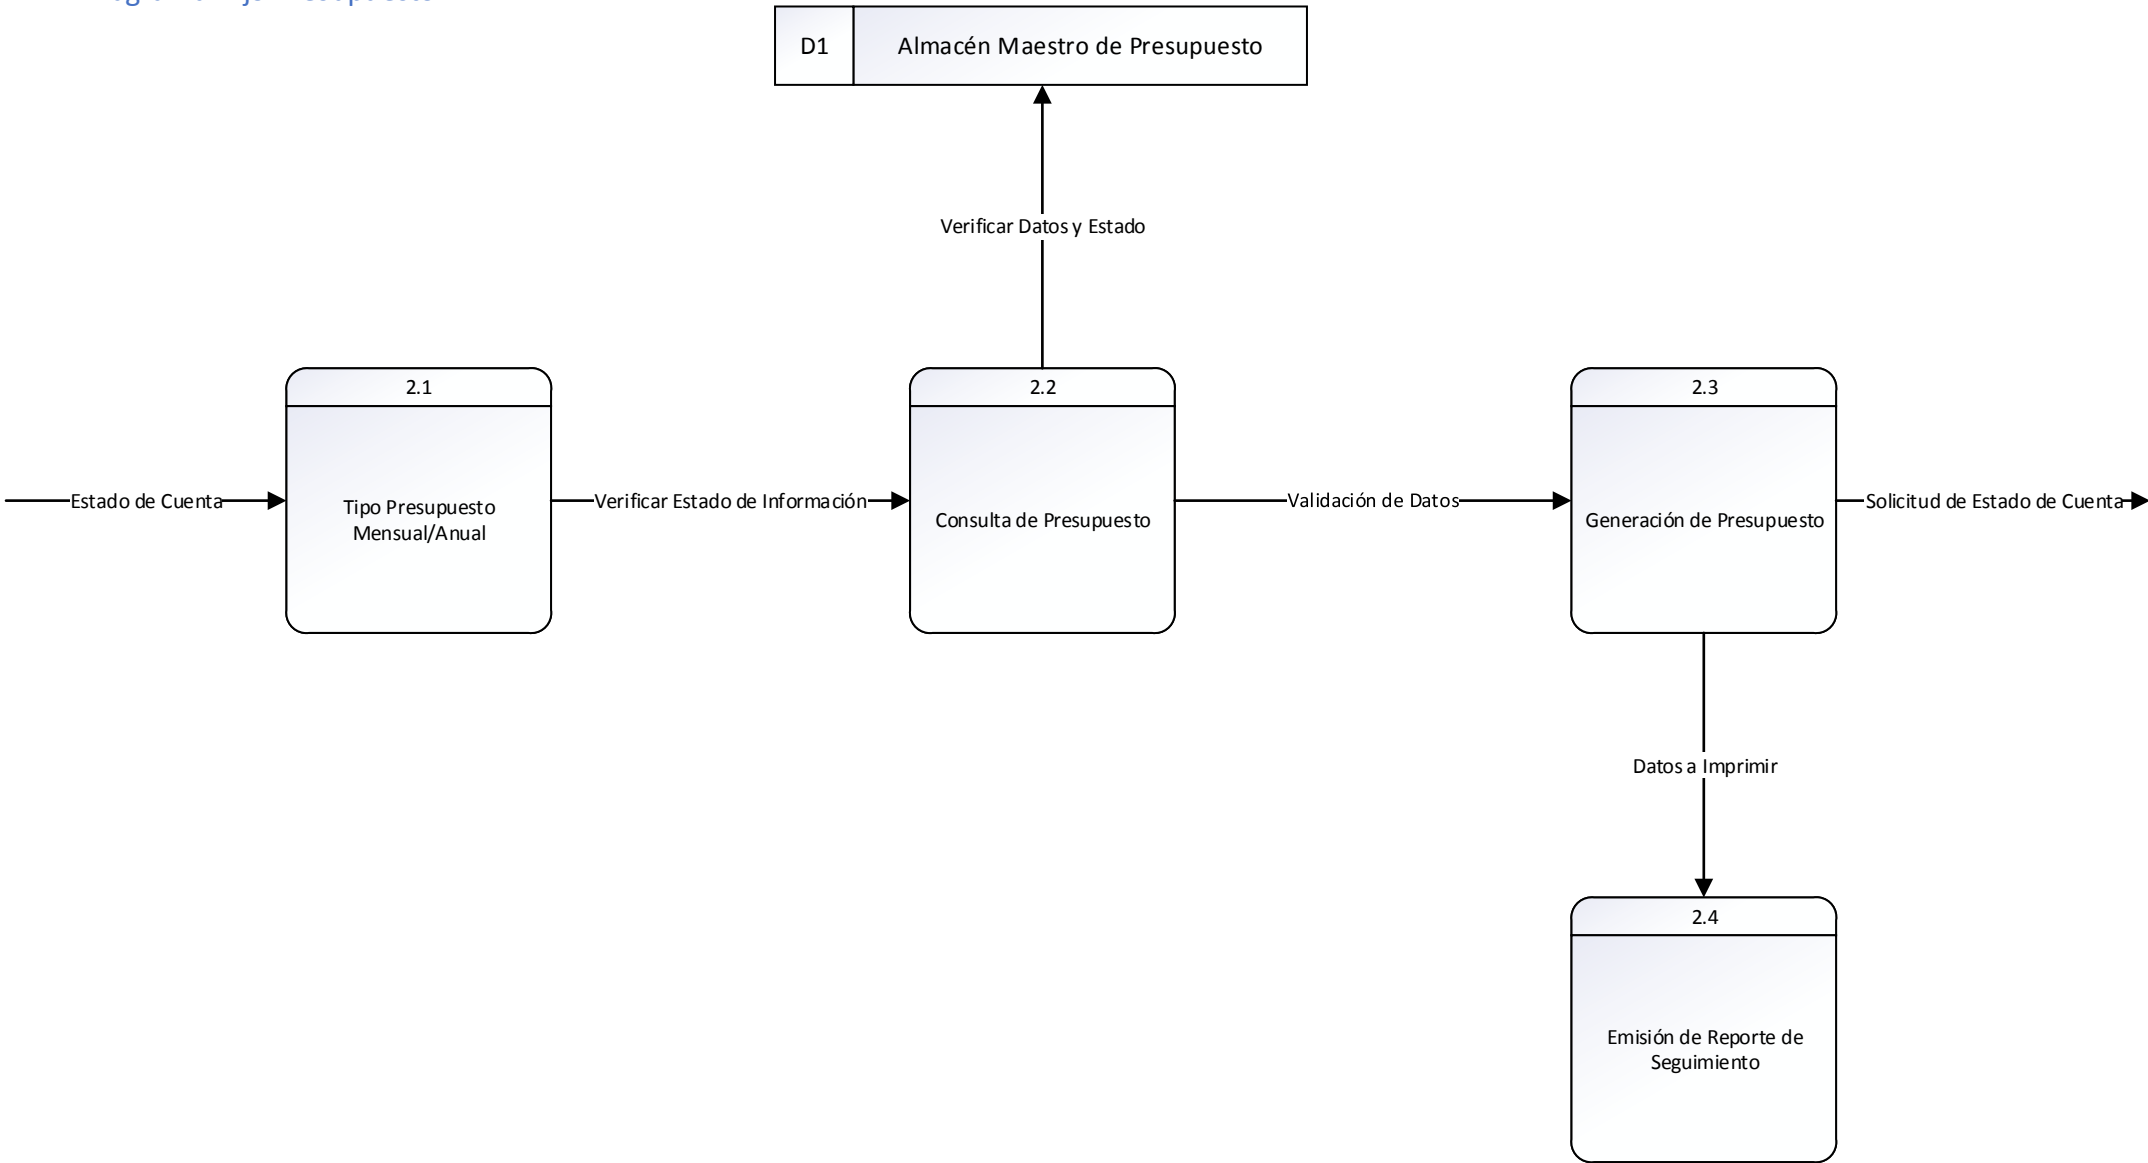 D1
Almacén Maestro de Presupuesto
Verificar Datos y Estado
2.1
2.2
2.3
Estado de Cuenta
Tipo Presupuesto
Mensual/Anual
Verificar Estado de Información
Consulta de Presupuesto
Validación de Datos
Generación de Presupuesto
Solicitud de Estado de Cuenta
Datos a Imprimir
2.4
Emisión de Reporte de
Seguimiento